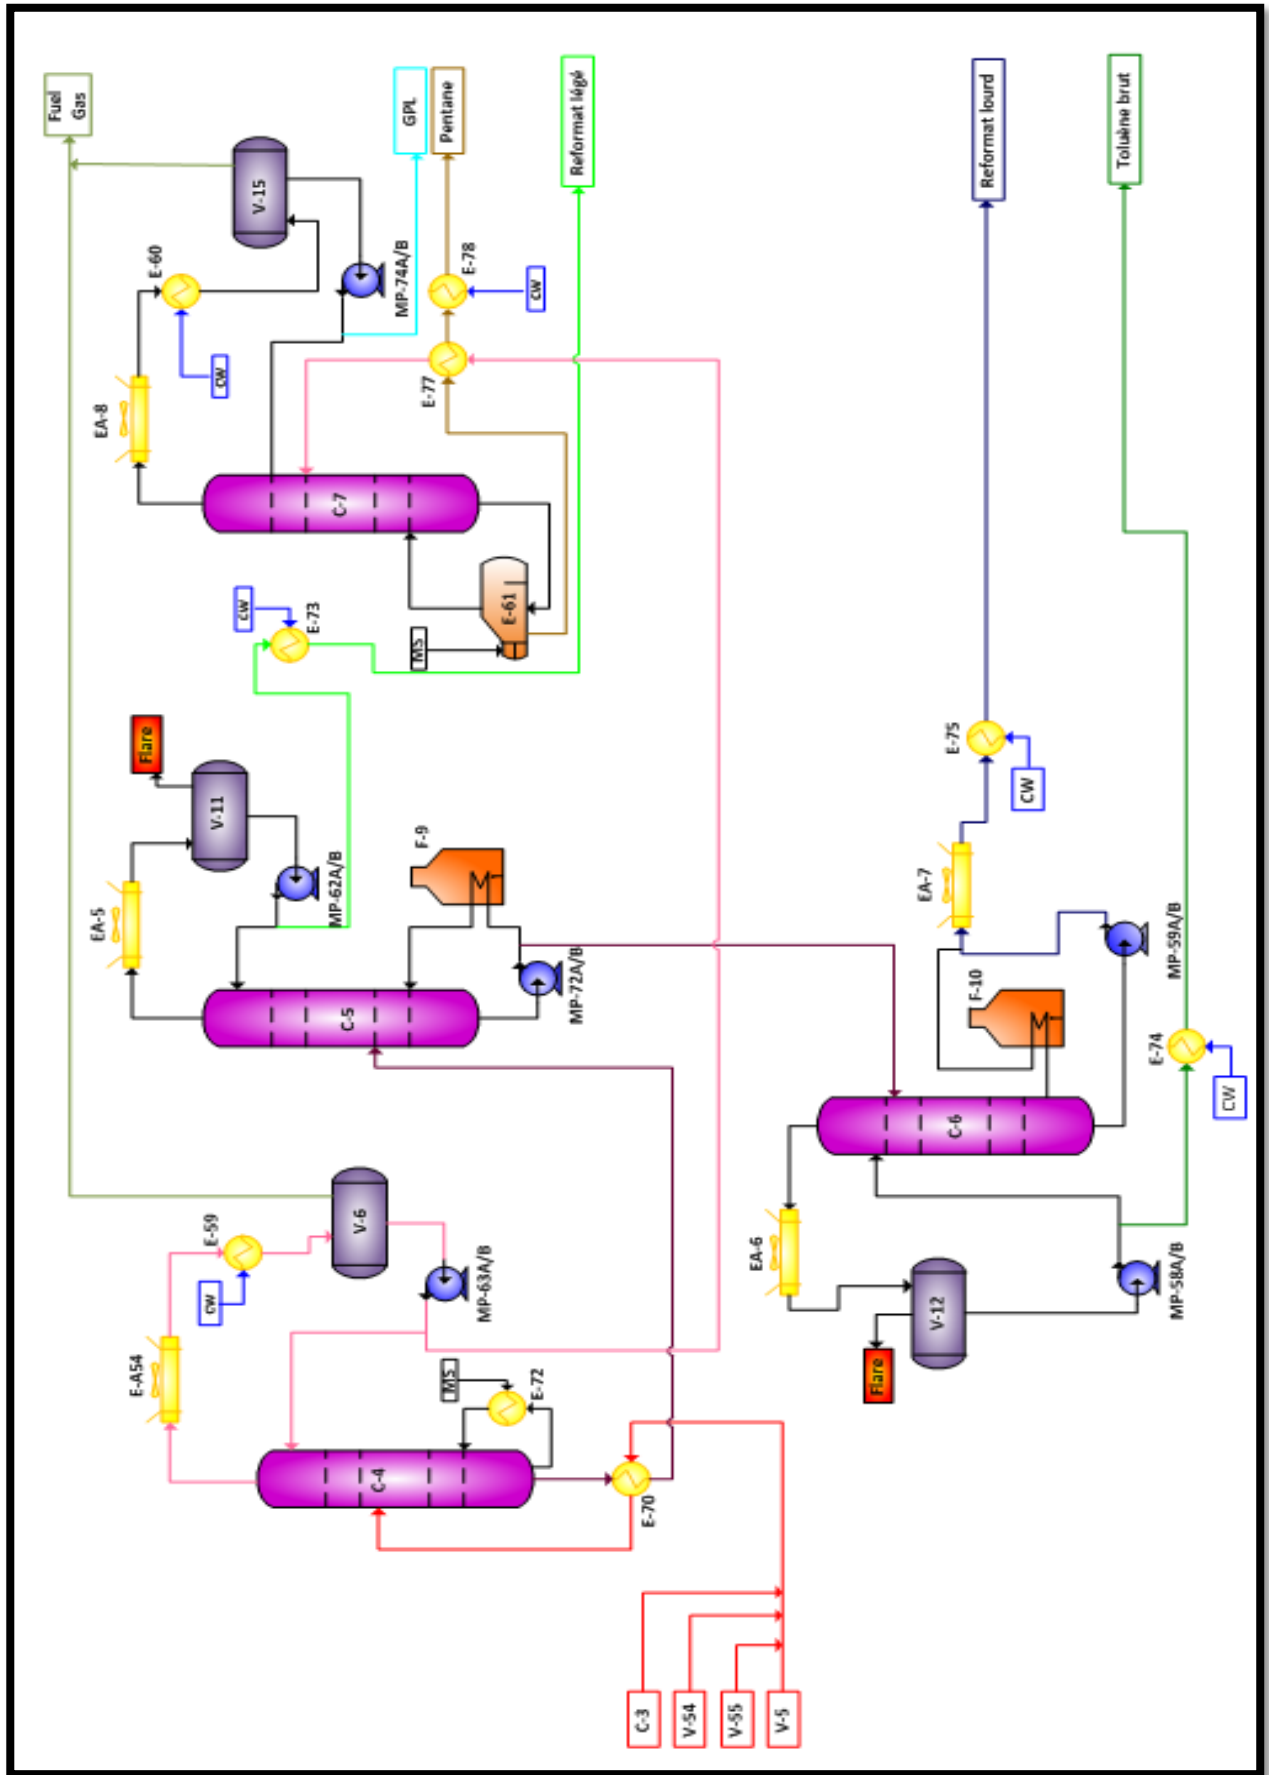 Fuel
Gas
GPL
Pentane
Reformat légé
Reformat lourd
Toluène brut
V-15
E-60
CW
EA-8
MP-74A/B
E-78
CW
E-77
C-7
E-61
MS
CW
E-73
Flare
V-11
EA-5
MP-62A/B
F-9
C-5
MP-72A/B
E-75
CW
EA-7
MP-59A/B
F-10
E-74
CW
C-6
EA-6
V-12
Flare
MP-58A/B
V-6
E-59
CW
MP-63A/B
E-A54
MS
E-72
C-4
E-70
C-3
V-54
V-55
V-5